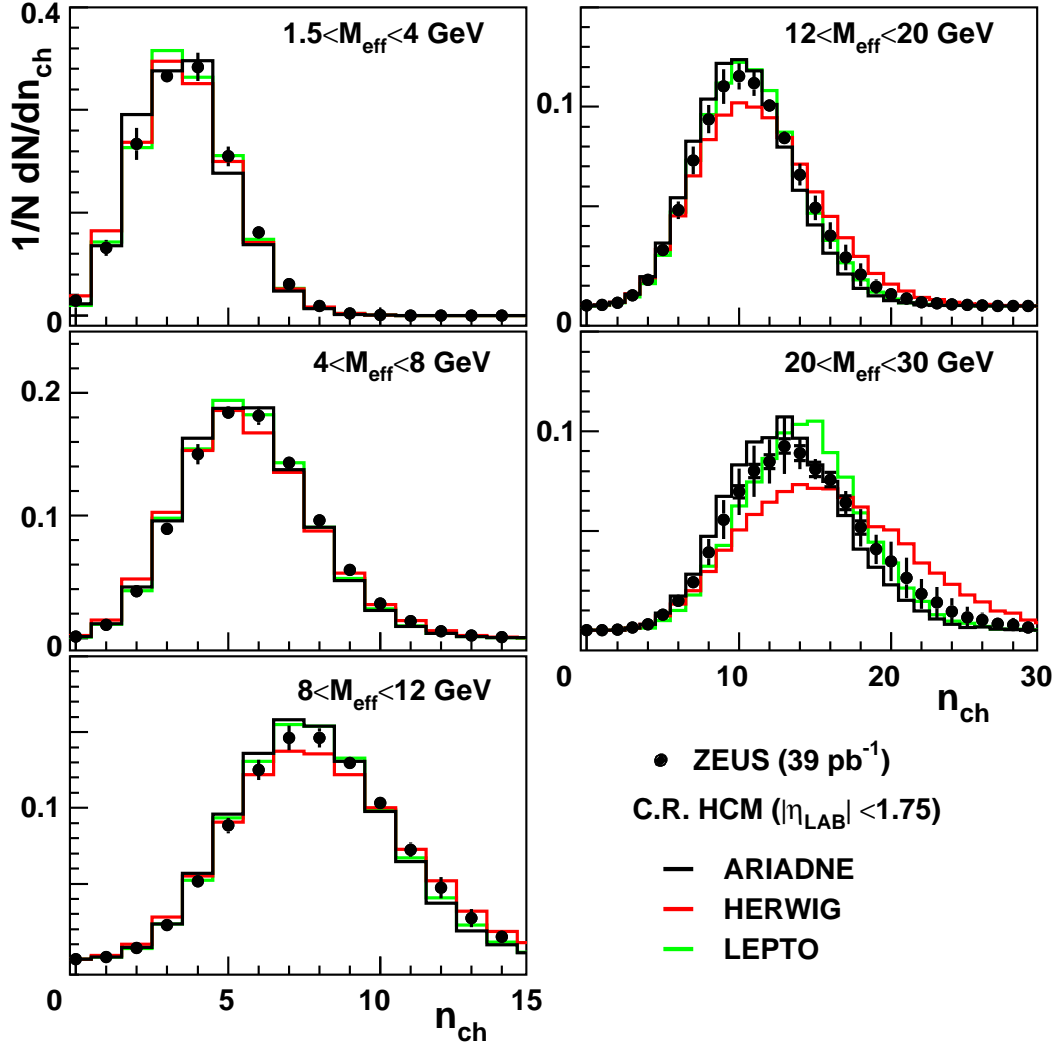 1/N dN/dn_ch
0.4
0
1.5<M_eff<4 GeV
0.2
0.1
0
4<M_eff<8 GeV
0.1
0
8<M_eff<12 GeV
5
10
15
n_ch
0.1
0
12<M_eff<20 GeV
0.1
0
20<M_eff<30 GeV
10
20
30
n_ch
ZEUS (39 pb⁻¹)
C.R. HCM (|η_LAB| <1.75)
ARIADNE
HERWIG
LEPTO